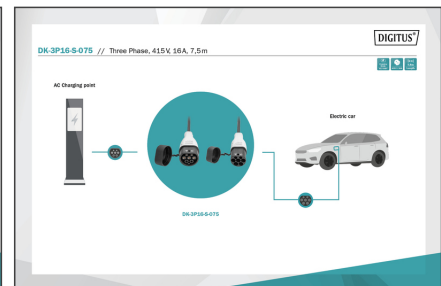 DIGITUS®
DK-3P16-S-075 // Three Phase, 415V, 16A, 7,5m
AC Charging point
Electric car
DK-3P16-S-075